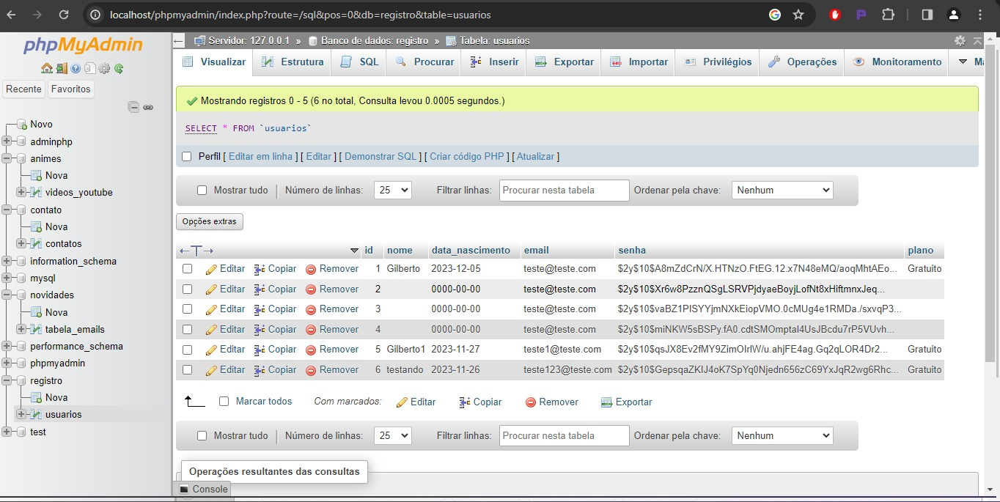 localhost/phpmyadmin/index.php?route=/sql&pos=0&db=registro&table=usuarios
phpMyAdmin
Recente Favoritos
Novo
adminphp
animes
Nova
videos_youtube
contato
Nova
contatos
information_schema
mysql
novidades
Nova
tabela_emails
performance_schema
phpmyadmin
registro
Nova
usuarios
test
Servidor: 127.0.0.1 » Banco de dados: registro » Tabela: usuarios
Visualizar Estrutura SQL Procurar Inserir Exportar Importar Privilégios Operações Monitoramento
Mostrando registros 0 - 5 (6 no total, Consulta levou 0.0005 segundos.)
SELECT * FROM `usuarios`
Perfil [ Editar em linha ] [ Editar ] [ Demonstrar SQL ] [ Criar código PHP ] [ Atualizar ]
Mostrar tudo | Número de linhas: 25 Filtrar linhas: Procurar nesta tabela Ordenar pela chave: Nenhum
Opções extras
←T→ id nome data_nascimento email senha plano
Editar Copiar Remover 1 Gilberto 2023-12-05 teste@teste.com $2y$10$A8mZdCrN/X.HTNzO.FtEG.12.x7N48eMQ/aoqMhtAEo... Gratuito
Editar Copiar Remover 2 0000-00-00 teste@teste.com $2y$10$Xr6w8PzznQSgLSRVPjdyaeBoyjLofNt8xHiftmnxJeq...
Editar Copiar Remover 3 0000-00-00 teste@teste.com $2y$10$vaBZ1PISYYjmNXkEiopVMO.0cMUg4e1RMDa./sxvqP3...
Editar Copiar Remover 4 0000-00-00 teste@teste.com $2y$10$miNKW5sBSPy.fA0.cdtSMOmptal4UsJBcdu7rP5VUvh...
Editar Copiar Remover 5 Gilberto1 2023-11-27 teste1@teste.com $2y$10$qsJX8Ev2fMY9ZimOIrlW/u.ahjFE4ag.Gq2qLOR4Dr2... Gratuito
Editar Copiar Remover 6 testando 2023-11-26 teste123@teste.com $2y$10$GepsqaZKIJ4oK7SpYq0Njedn656zC69YxJqR2wg6Rhc... Gratuito
Marcar todos Com marcados: Editar Copiar Remover Exportar
Mostrar tudo | Número de linhas: 25 Filtrar linhas: Procurar nesta tabela Ordenar pela chave: Nenhum
Operações resultantes das consultas
Console